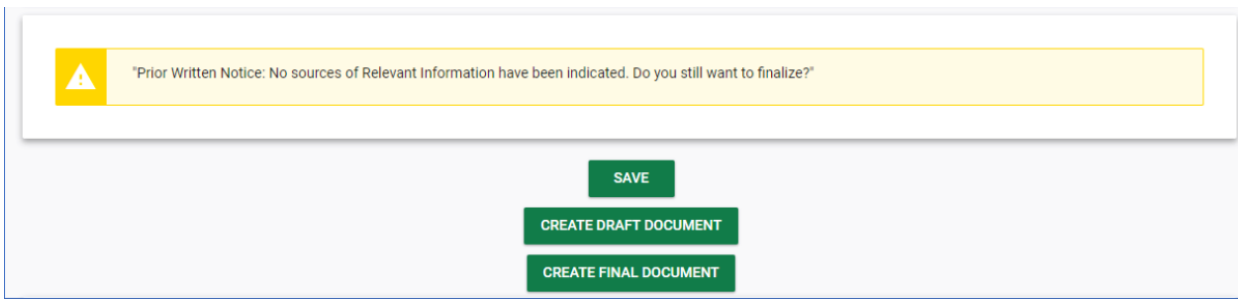 "Prior Written Notice: No sources of Relevant Information have been indicated. Do you still want to finalize?"
SAVE
CREATE DRAFT DOCUMENT
CREATE FINAL DOCUMENT